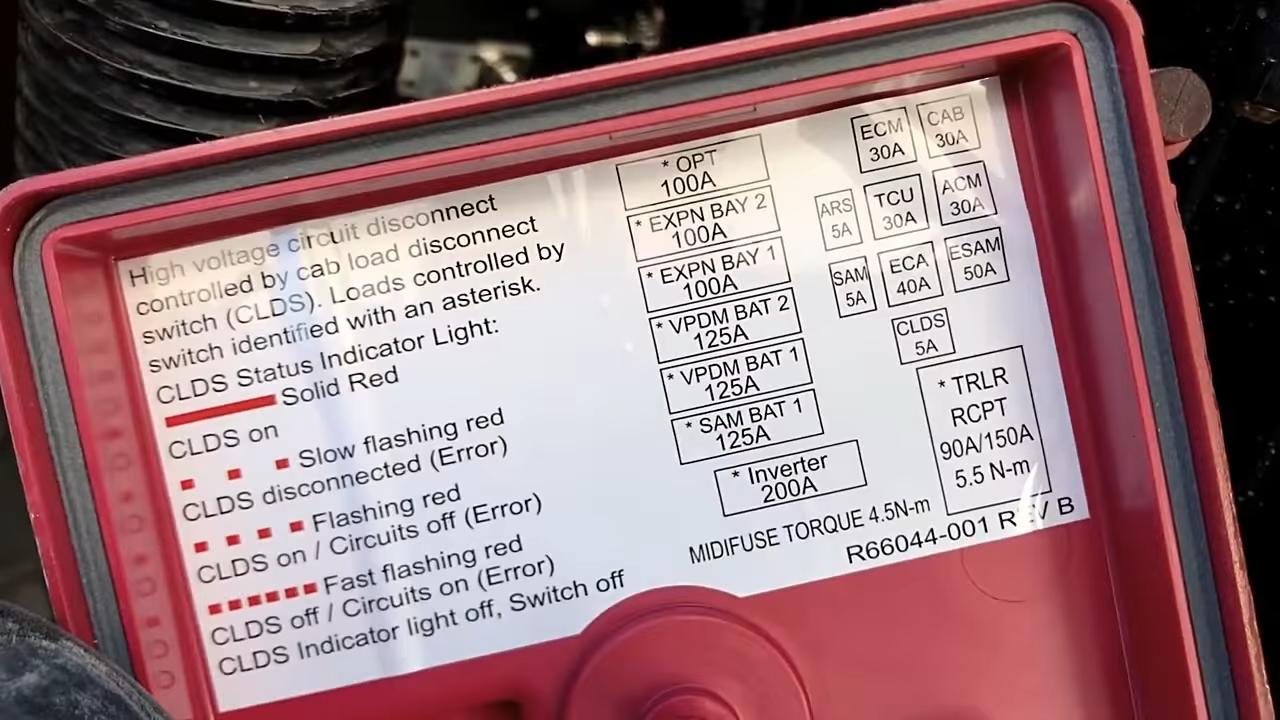 High voltage circuit disconnect
controlled by cab load disconnect
switch (CLDS). Loads controlled by
switch identified with an asterisk.
CLDS Status Indicator Light:
Solid Red
CLDS on
Slow flashing red
CLDS disconnected (Error)
Flashing red
CLDS on / Circuits off (Error)
Fast flashing red
CLDS off / Circuits on (Error)
CLDS Indicator light off, Switch off
* OPT
100A
* EXPN BAY 2
100A
* EXPN BAY 1
100A
* VPDM BAT 2
125A
* VPDM BAT 1
125A
* SAM BAT 1
125A
* Inverter
200A
ECM
30A
CAB
30A
ARS
5A
TCU
30A
ACM
30A
SAM
5A
ECA
40A
ESAM
50A
CLDS
5A
* TRLR
RCPT
90A/150A
5.5 N-m
MIDIFUSE TORQUE 4.5N-m
R66044-001 REV B